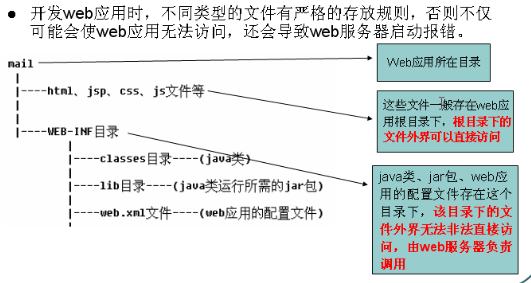 ● 开发web应用时，不同类型的文件有严格的存放规则，否则不仅
可能会使web应用无法访问，还会导致web服务器启动报错。
mail
|----html、jsp、css、js文件等
|----WEB-INF目录
|----classes目录----(java类)
|----lib目录----(java类运行所需的jar包)
|----web.xml文件----(web应用的配置文件)
Web应用所在目录
这些文件一般存在web应
用根目录下，根目录下的
文件外界可以直接访问
java类、jar包、web应
用的配置文件存在这个
目录下，该目录下的文
件外界无法非法直接访
问，由web服务器负责
调用